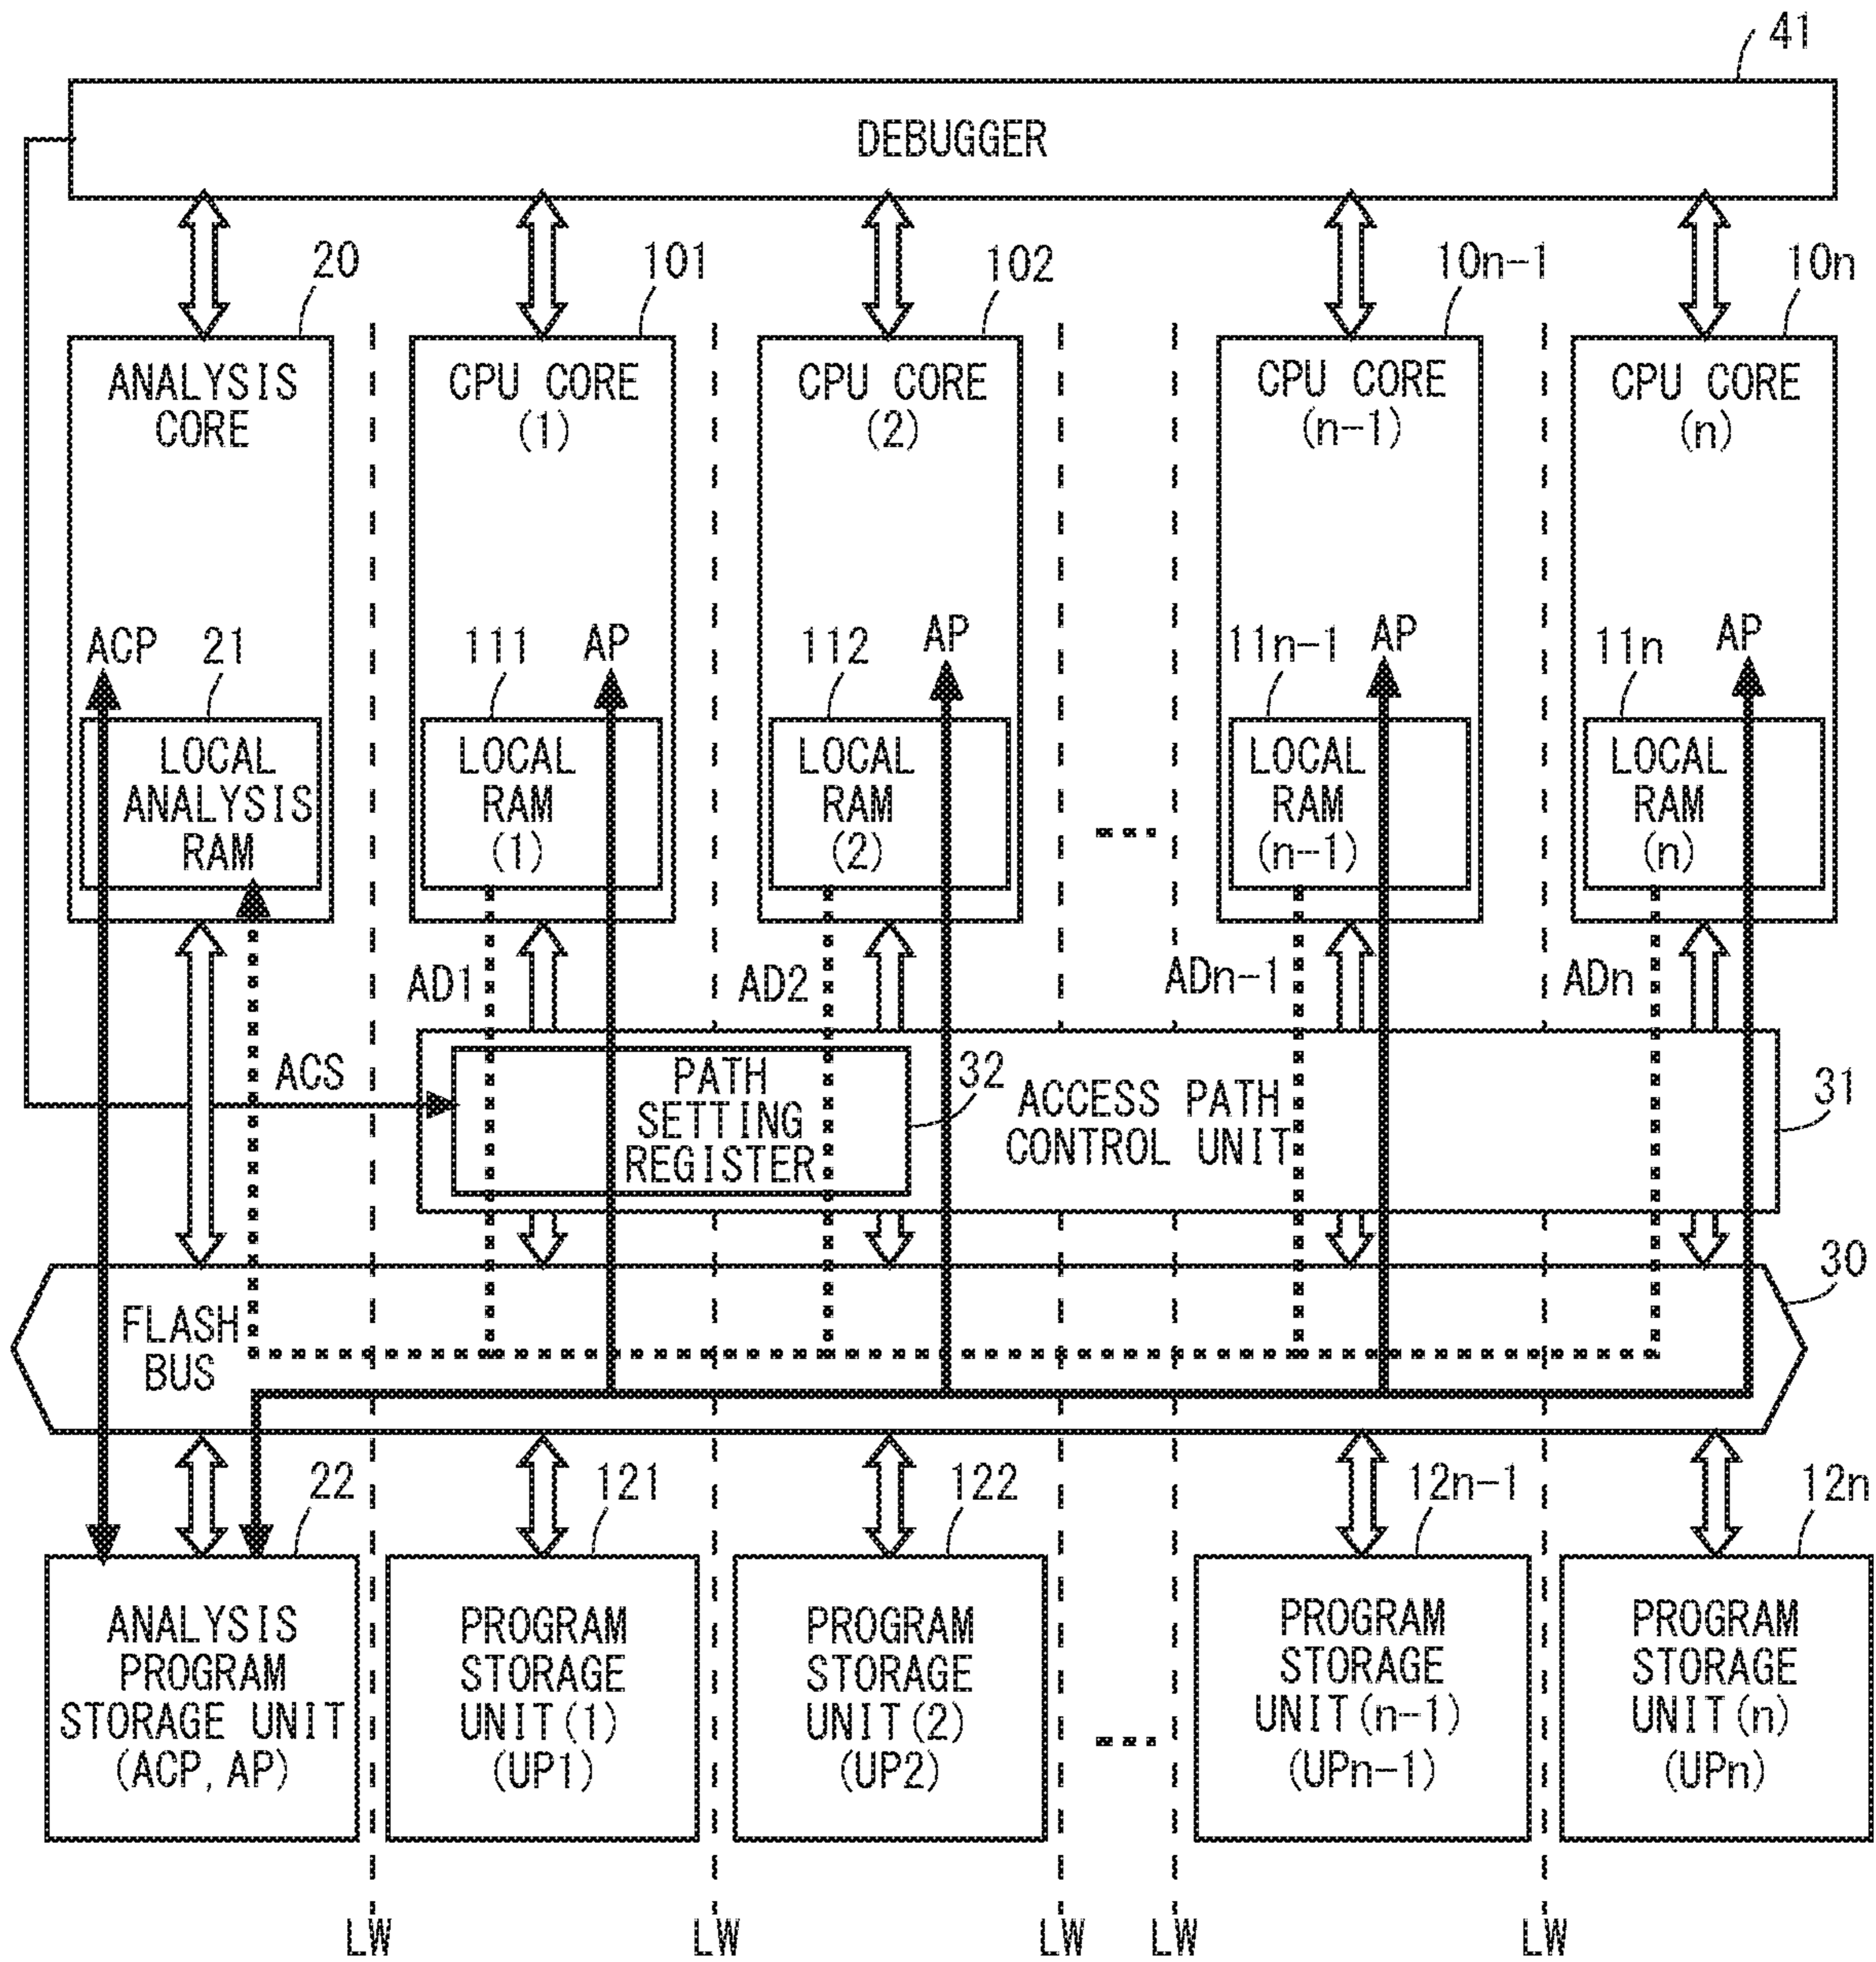 41
DEBUGGER
20
101
102
10n-1
10n
ANALYSIS
CORE
CPU CORE
(1)
CPU CORE
(2)
CPU CORE
(n-1)
CPU CORE
(n)
ACP
21
111
AP
112
AP
11n-1
AP
11n
AP
LOCAL
ANALYSIS
RAM
LOCAL
RAM
(1)
LOCAL
RAM
(2)
LOCAL
RAM
(n-1)
LOCAL
RAM
(n)
AD1
AD2
ADn-1
ADn
ACS
PATH
SETTING
REGISTER
32
ACCESS PATH
CONTROL UNIT
31
30
FLASH
BUS
22
121
122
12n-1
12n
ANALYSIS
PROGRAM
STORAGE UNIT
(ACP, AP)
PROGRAM
STORAGE
UNIT(1)
(UP1)
PROGRAM
STORAGE
UNIT(2)
(UP2)
PROGRAM
STORAGE
UNIT(n-1)
(UPn-1)
PROGRAM
STORAGE
UNIT(n)
(UPn)
LW
LW
LW
LW
LW